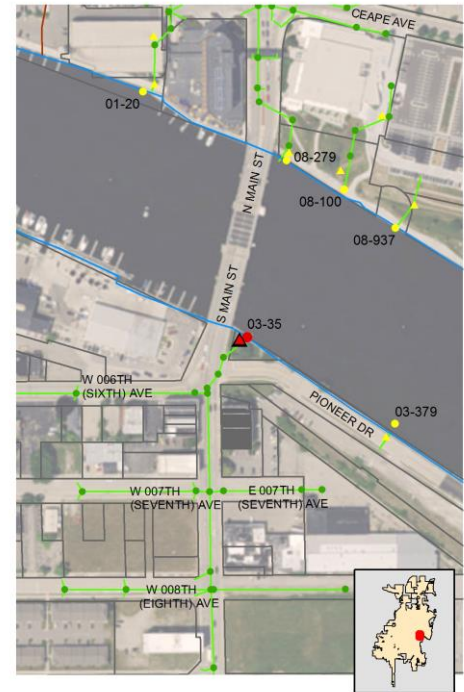 CEAPE AVE
01-20
N MAIN ST
08-279
08-100
08-937
S MAIN ST
03-35
W 006TH
(SIXTH) AVE
PIONEER DR
03-379
W 007TH
(SEVENTH) AVE
E 007TH
(SEVENTH) AVE
W 008TH
(EIGHTH) AVE